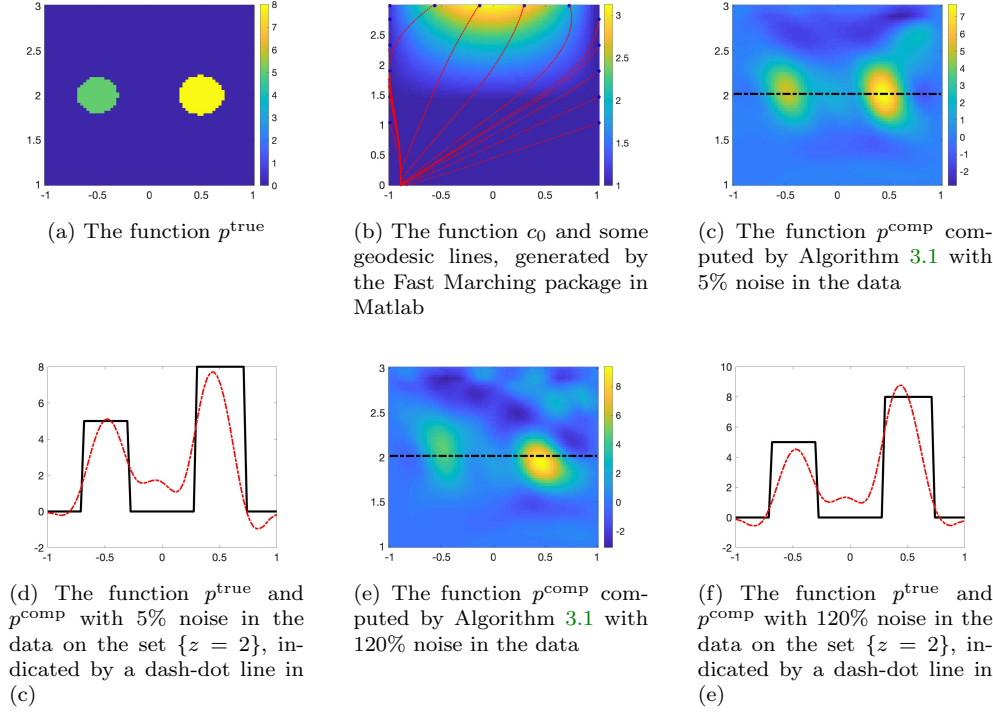 3
2.5
2
1.5
1
-1 -0.5 0 0.5 1
8
7
6
5
4
3
2
1
0
(a) The function p^true
3
2.5
2
1.5
1
0.5
0
-1 -0.5 0 0.5 1
3
2.5
2
1.5
1
(b) The function c_0 and some
geodesic lines, generated by
the Fast Marching package in
Matlab
3
2.5
2
1.5
1
-1 -0.5 0 0.5 1
7
6
5
4
3
2
1
0
-1
-2
(c) The function p^comp com-
puted by Algorithm 3.1 with
5% noise in the data
8
6
4
2
0
-2
-1 -0.5 0 0.5 1
(d) The function p^true and
p^comp with 5% noise in the
data on the set {z = 2}, in-
dicated by a dash-dot line in
(c)
3
2.5
2
1.5
1
-1 -0.5 0 0.5 1
8
6
4
2
0
-2
(e) The function p^comp com-
puted by Algorithm 3.1 with
120% noise in the data
10
8
6
4
2
0
-2
-1 -0.5 0 0.5 1
(f) The function p^true and
p^comp with 120% noise in the
data on the set {z = 2}, in-
dicated by a dash-dot line in
(e)